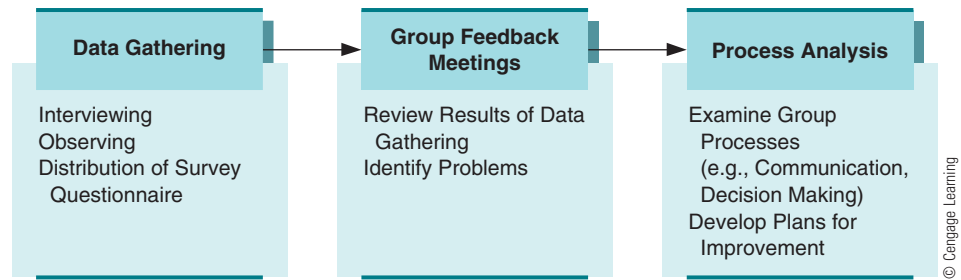 Data Gathering
Interviewing
Observing
Distribution of Survey
Questionnaire
Group Feedback
Meetings
Review Results of Data
Gathering
Identify Problems
Process Analysis
Examine Group
Processes
(e.g., Communication,
Decision Making)
Develop Plans for
Improvement
© Cengage Learning